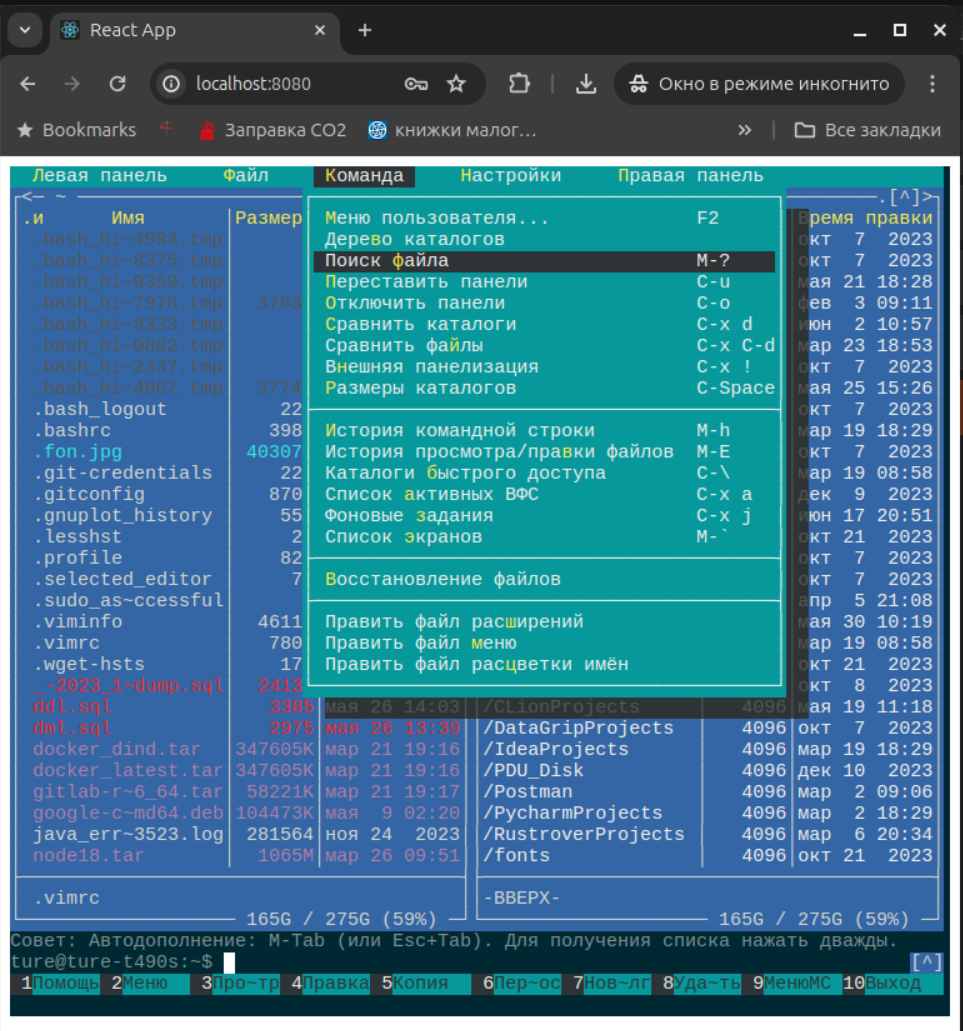 React App
localhost:8080 Окно в режиме инкогнито
Bookmarks Заправка CO2 книжки малог... » Все закладки
Левая панель Файл Команда Настройки Правая панель
<— ~ .[^]>
.и Имя Размер Меню пользователя... F2 Время правки
.bash_hi~4994.tmp Дерево каталогов окт 7 2023
.bash_hi~8375.tmp Поиск файла M-? окт 7 2023
.bash_hi~9359.tmp Переставить панели C-u мая 21 18:28
.bash_hi~7978.tmp 3783 Отключить панели C-o фев 3 09:11
.bash_hi~9333.tmp Сравнить каталоги C-x d июн 2 10:57
.bash_hi~0802.tmp Сравнить файлы C-x C-d мар 23 18:53
.bash_hi~2337.tmp Внешняя панелизация C-x ! окт 7 2023
.bash_hi~4067.tmp 3774 Размеры каталогов C-Space мая 25 15:26
.bash_logout 22 окт 7 2023
.bashrc 398 История командной строки M-h мар 19 18:29
.fon.jpg 40307 История просмотра/правки файлов M-E окт 7 2023
.git-credentials 22 Каталоги быстрого доступа C-\ мар 19 08:58
.gitconfig 870 Список активных ВФС C-x a дек 9 2023
.gnuplot_history 55 Фоновые задания C-x j июн 17 20:51
.lesshst 2 Список экранов M-` окт 21 2023
.profile 82 окт 7 2023
.selected_editor 7 Восстановление файлов окт 7 2023
.sudo_as~ccessful апр 5 21:08
.viminfo 4611 Править файл расширений мая 30 10:19
.vimrc 780 Править файл меню мар 19 08:58
.wget-hsts 17 Править файл расцветки имён окт 21 2023
_-2023_1~dump.sql 2413 окт 8 2023
ddl.sql 3385 мая 26 14:03 /CLionProjects 4096 мая 19 11:18
dml.sql 2975 мая 26 13:39 /DataGripProjects 4096 окт 7 2023
docker_dind.tar 347605K мар 21 19:16 /IdeaProjects 4096 мар 19 18:29
docker_latest.tar 347605K мар 21 19:16 /PDU_Disk 4096 дек 10 2023
gitlab-r~6_64.tar 58221K мар 21 19:17 /Postman 4096 мар 2 09:06
google-c~md64.deb 104473K мая 9 02:20 /PycharmProjects 4096 мар 2 18:29
java_err~3523.log 281564 ноя 24 2023 /RustroverProjects 4096 мар 6 20:34
node18.tar 1065M мар 26 09:51 /fonts 4096 окт 21 2023
.vimrc -ВВЕРХ-
165G / 275G (59%) 165G / 275G (59%)
Совет: Автодополнение: M-Tab (или Esc+Tab). Для получения списка нажать дважды.
ture@ture-t490s:~$ [^]
1Помощь 2Меню 3Про~тр 4Правка 5Копия 6Пер~ос 7Нов~лг 8Уда~ть 9МенюМС 10Выход